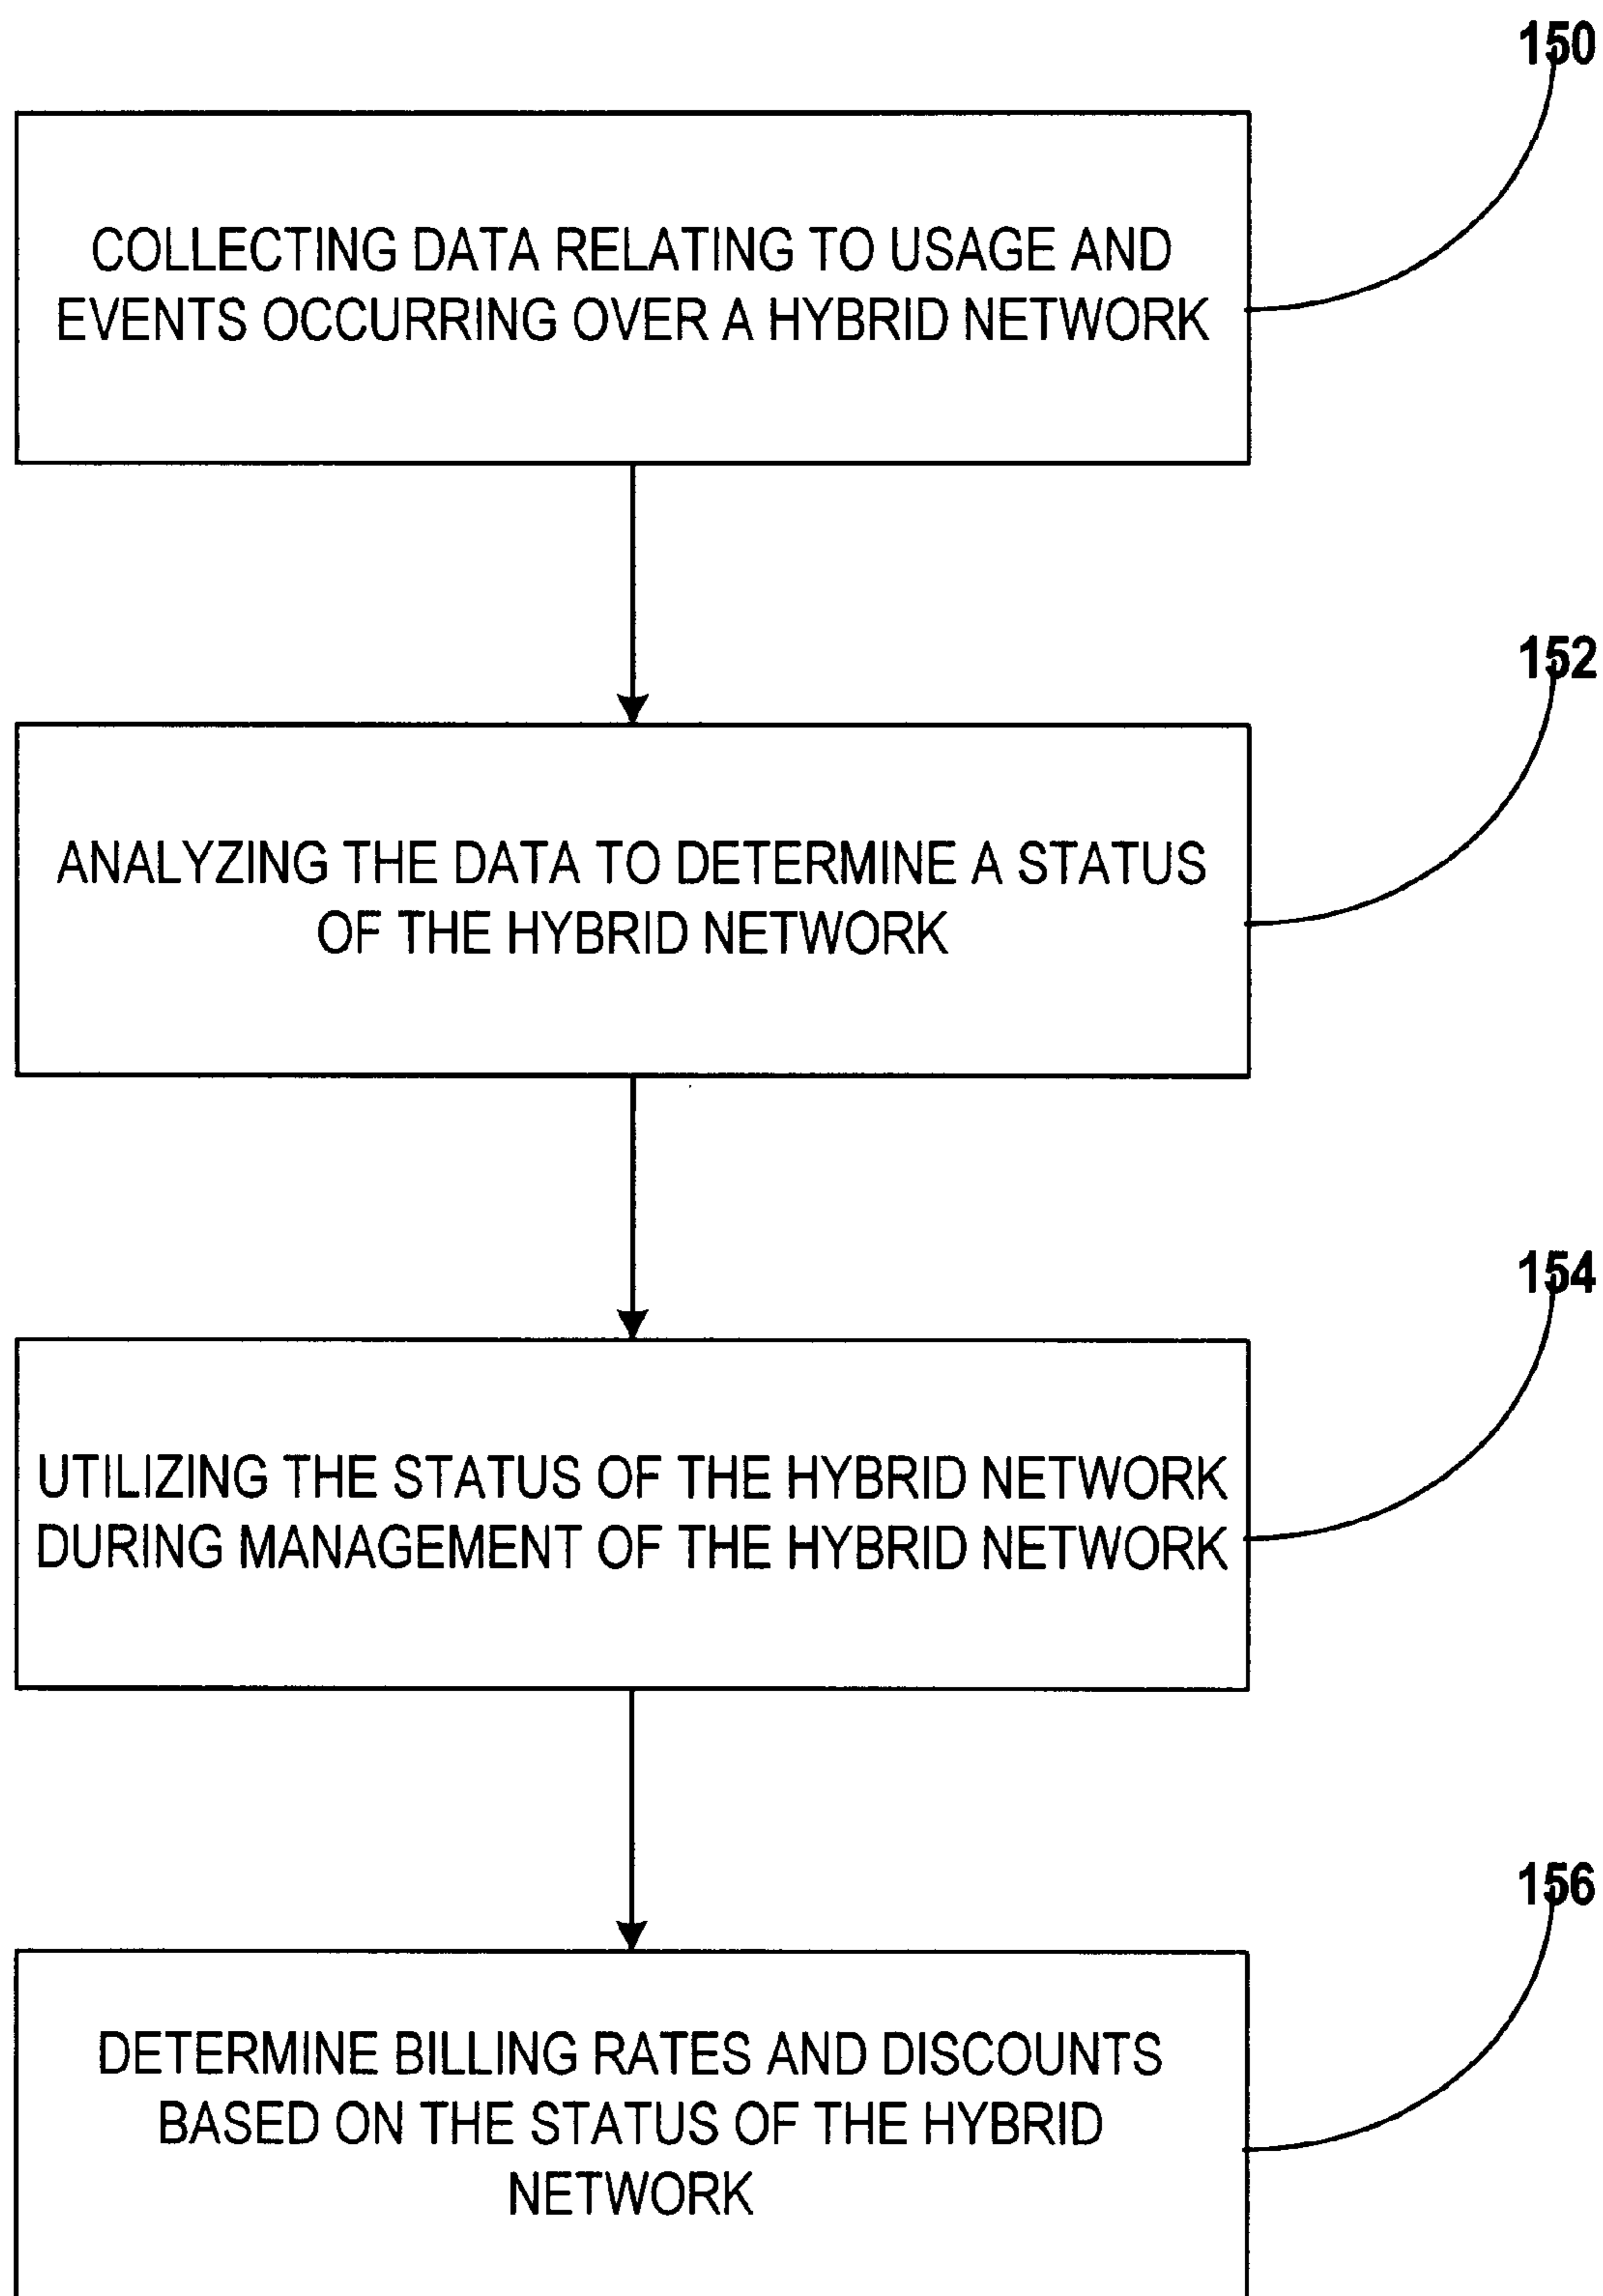 150
COLLECTING DATA RELATING TO USAGE AND
EVENTS OCCURRING OVER A HYBRID NETWORK
152
ANALYZING THE DATA TO DETERMINE A STATUS
OF THE HYBRID NETWORK
154
UTILIZING THE STATUS OF THE HYBRID NETWORK
DURING MANAGEMENT OF THE HYBRID NETWORK
156
DETERMINE BILLING RATES AND DISCOUNTS
BASED ON THE STATUS OF THE HYBRID
NETWORK